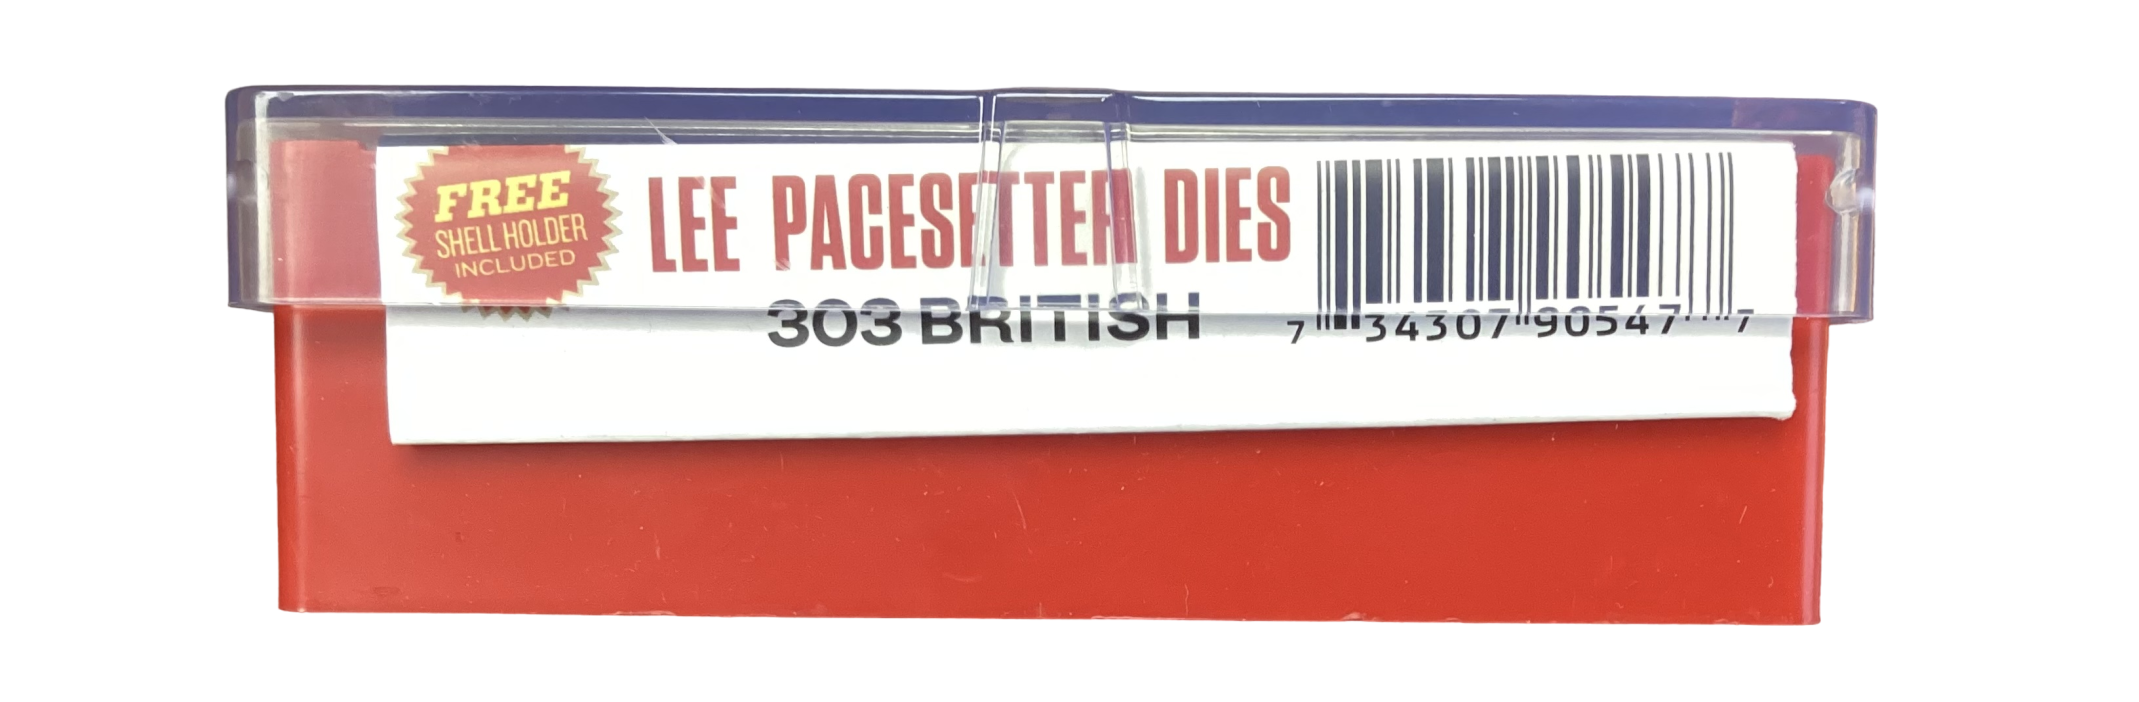 FREE
SHELL HOLDER
INCLUDED
LEE PACESETTER DIES
303 BRITISH
7 34307 90547 7